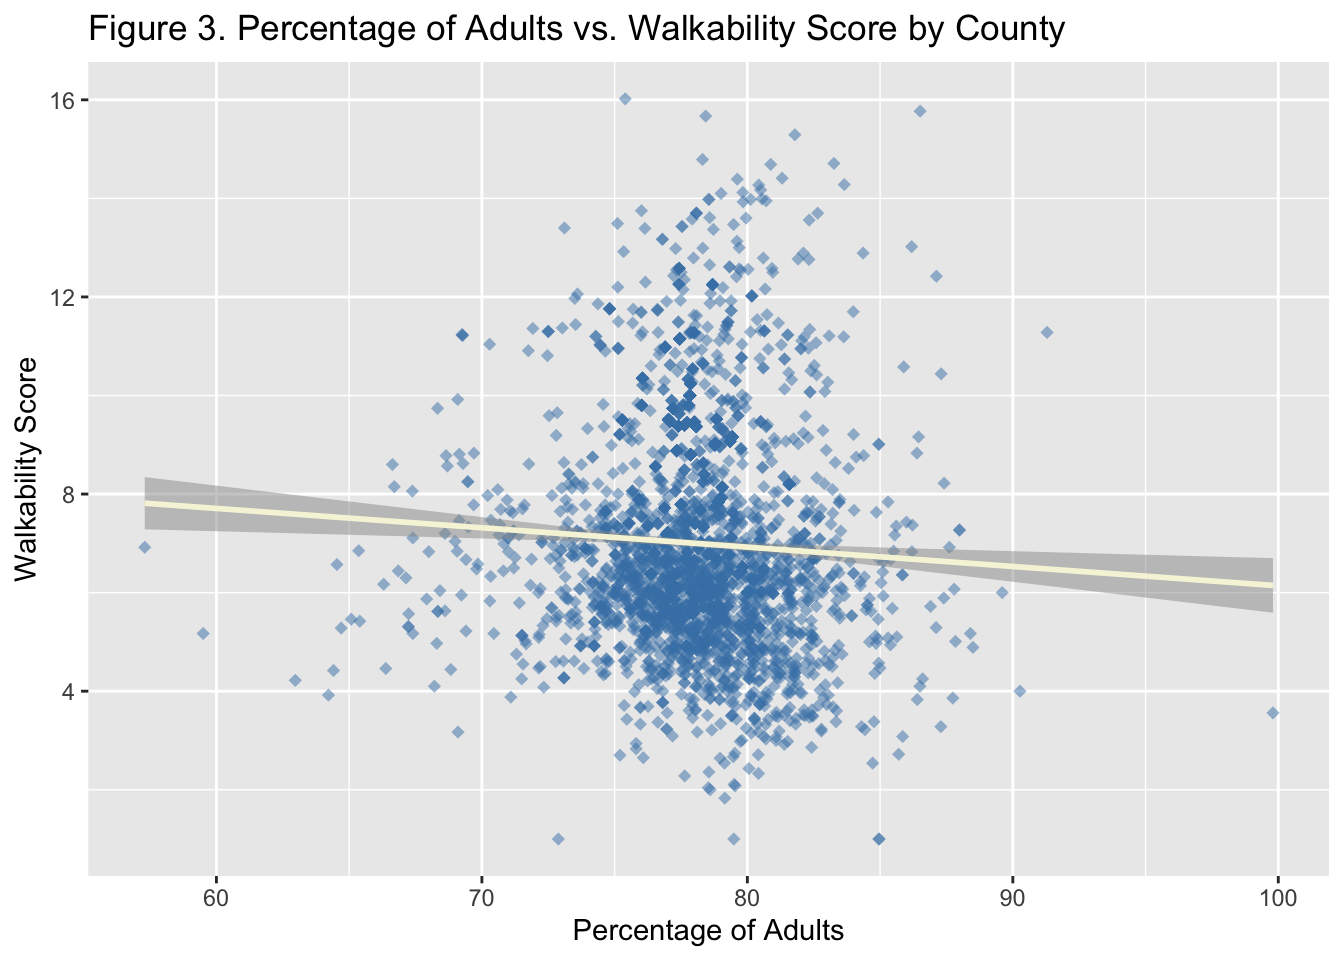 Figure 3. Percentage of Adults vs. Walkability Score by County
16
12
8
4
Walkability Score
60 70 80 90 100
Percentage of Adults